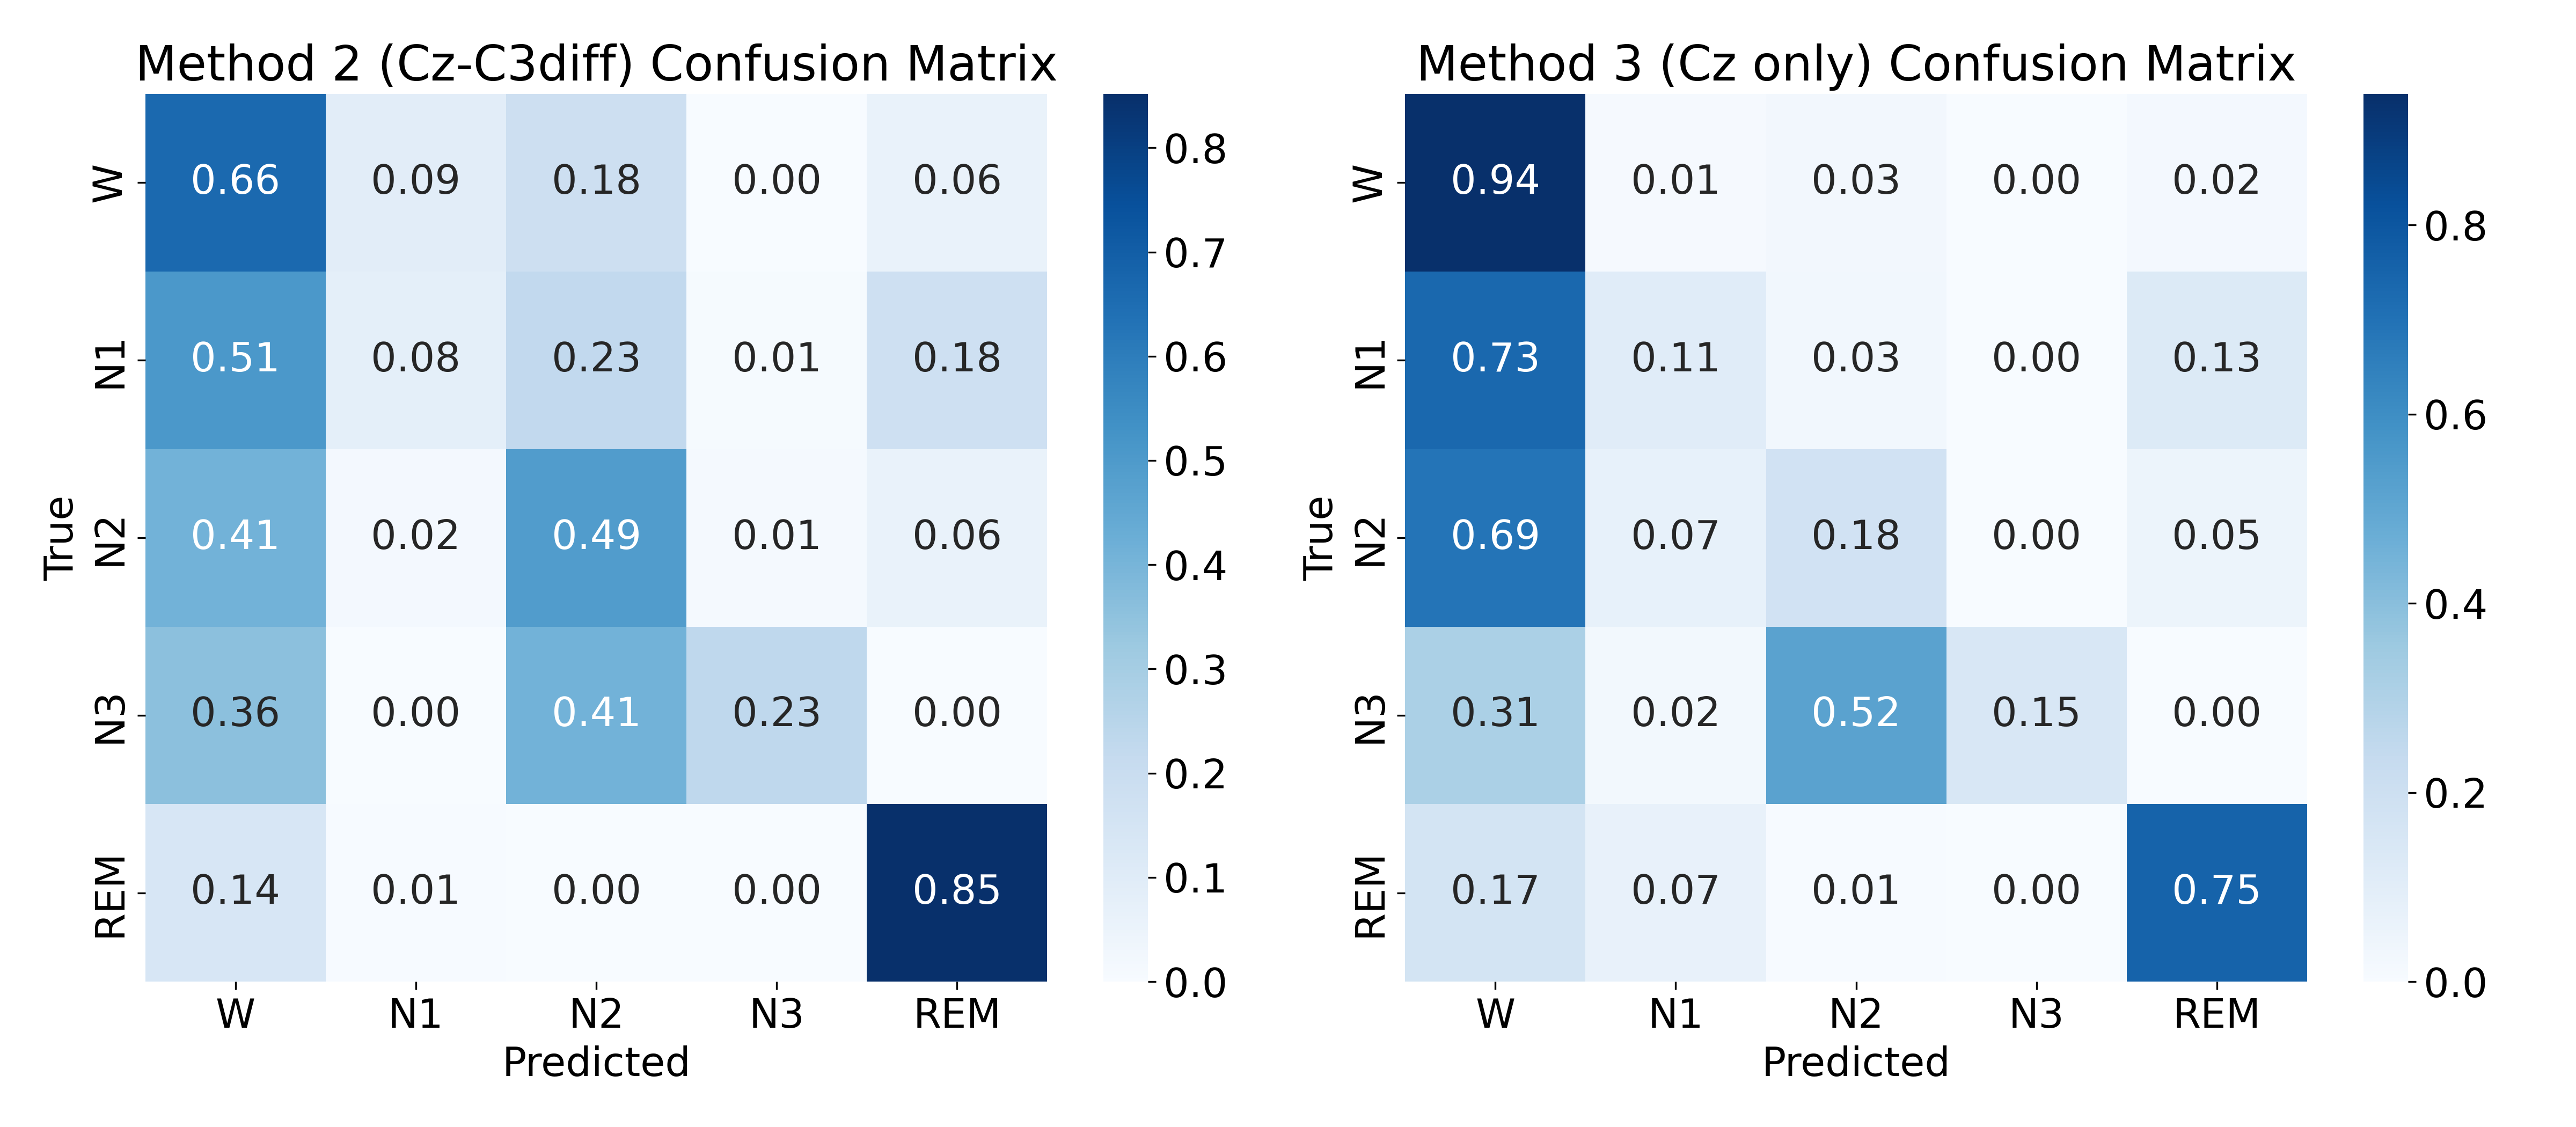 Method 2 (Cz-C3diff) Confusion Matrix
True
W 0.66 0.09 0.18 0.00 0.06
N1 0.51 0.08 0.23 0.01 0.18
N2 0.41 0.02 0.49 0.01 0.06
N3 0.36 0.00 0.41 0.23 0.00
REM 0.14 0.01 0.00 0.00 0.85
W N1 N2 N3 REM
Predicted
0.8
0.7
0.6
0.5
0.4
0.3
0.2
0.1
0.0
Method 3 (Cz only) Confusion Matrix
True
W 0.94 0.01 0.03 0.00 0.02
N1 0.73 0.11 0.03 0.00 0.13
N2 0.69 0.07 0.18 0.00 0.05
N3 0.31 0.02 0.52 0.15 0.00
REM 0.17 0.07 0.01 0.00 0.75
W N1 N2 N3 REM
Predicted
0.8
0.6
0.4
0.2
0.0